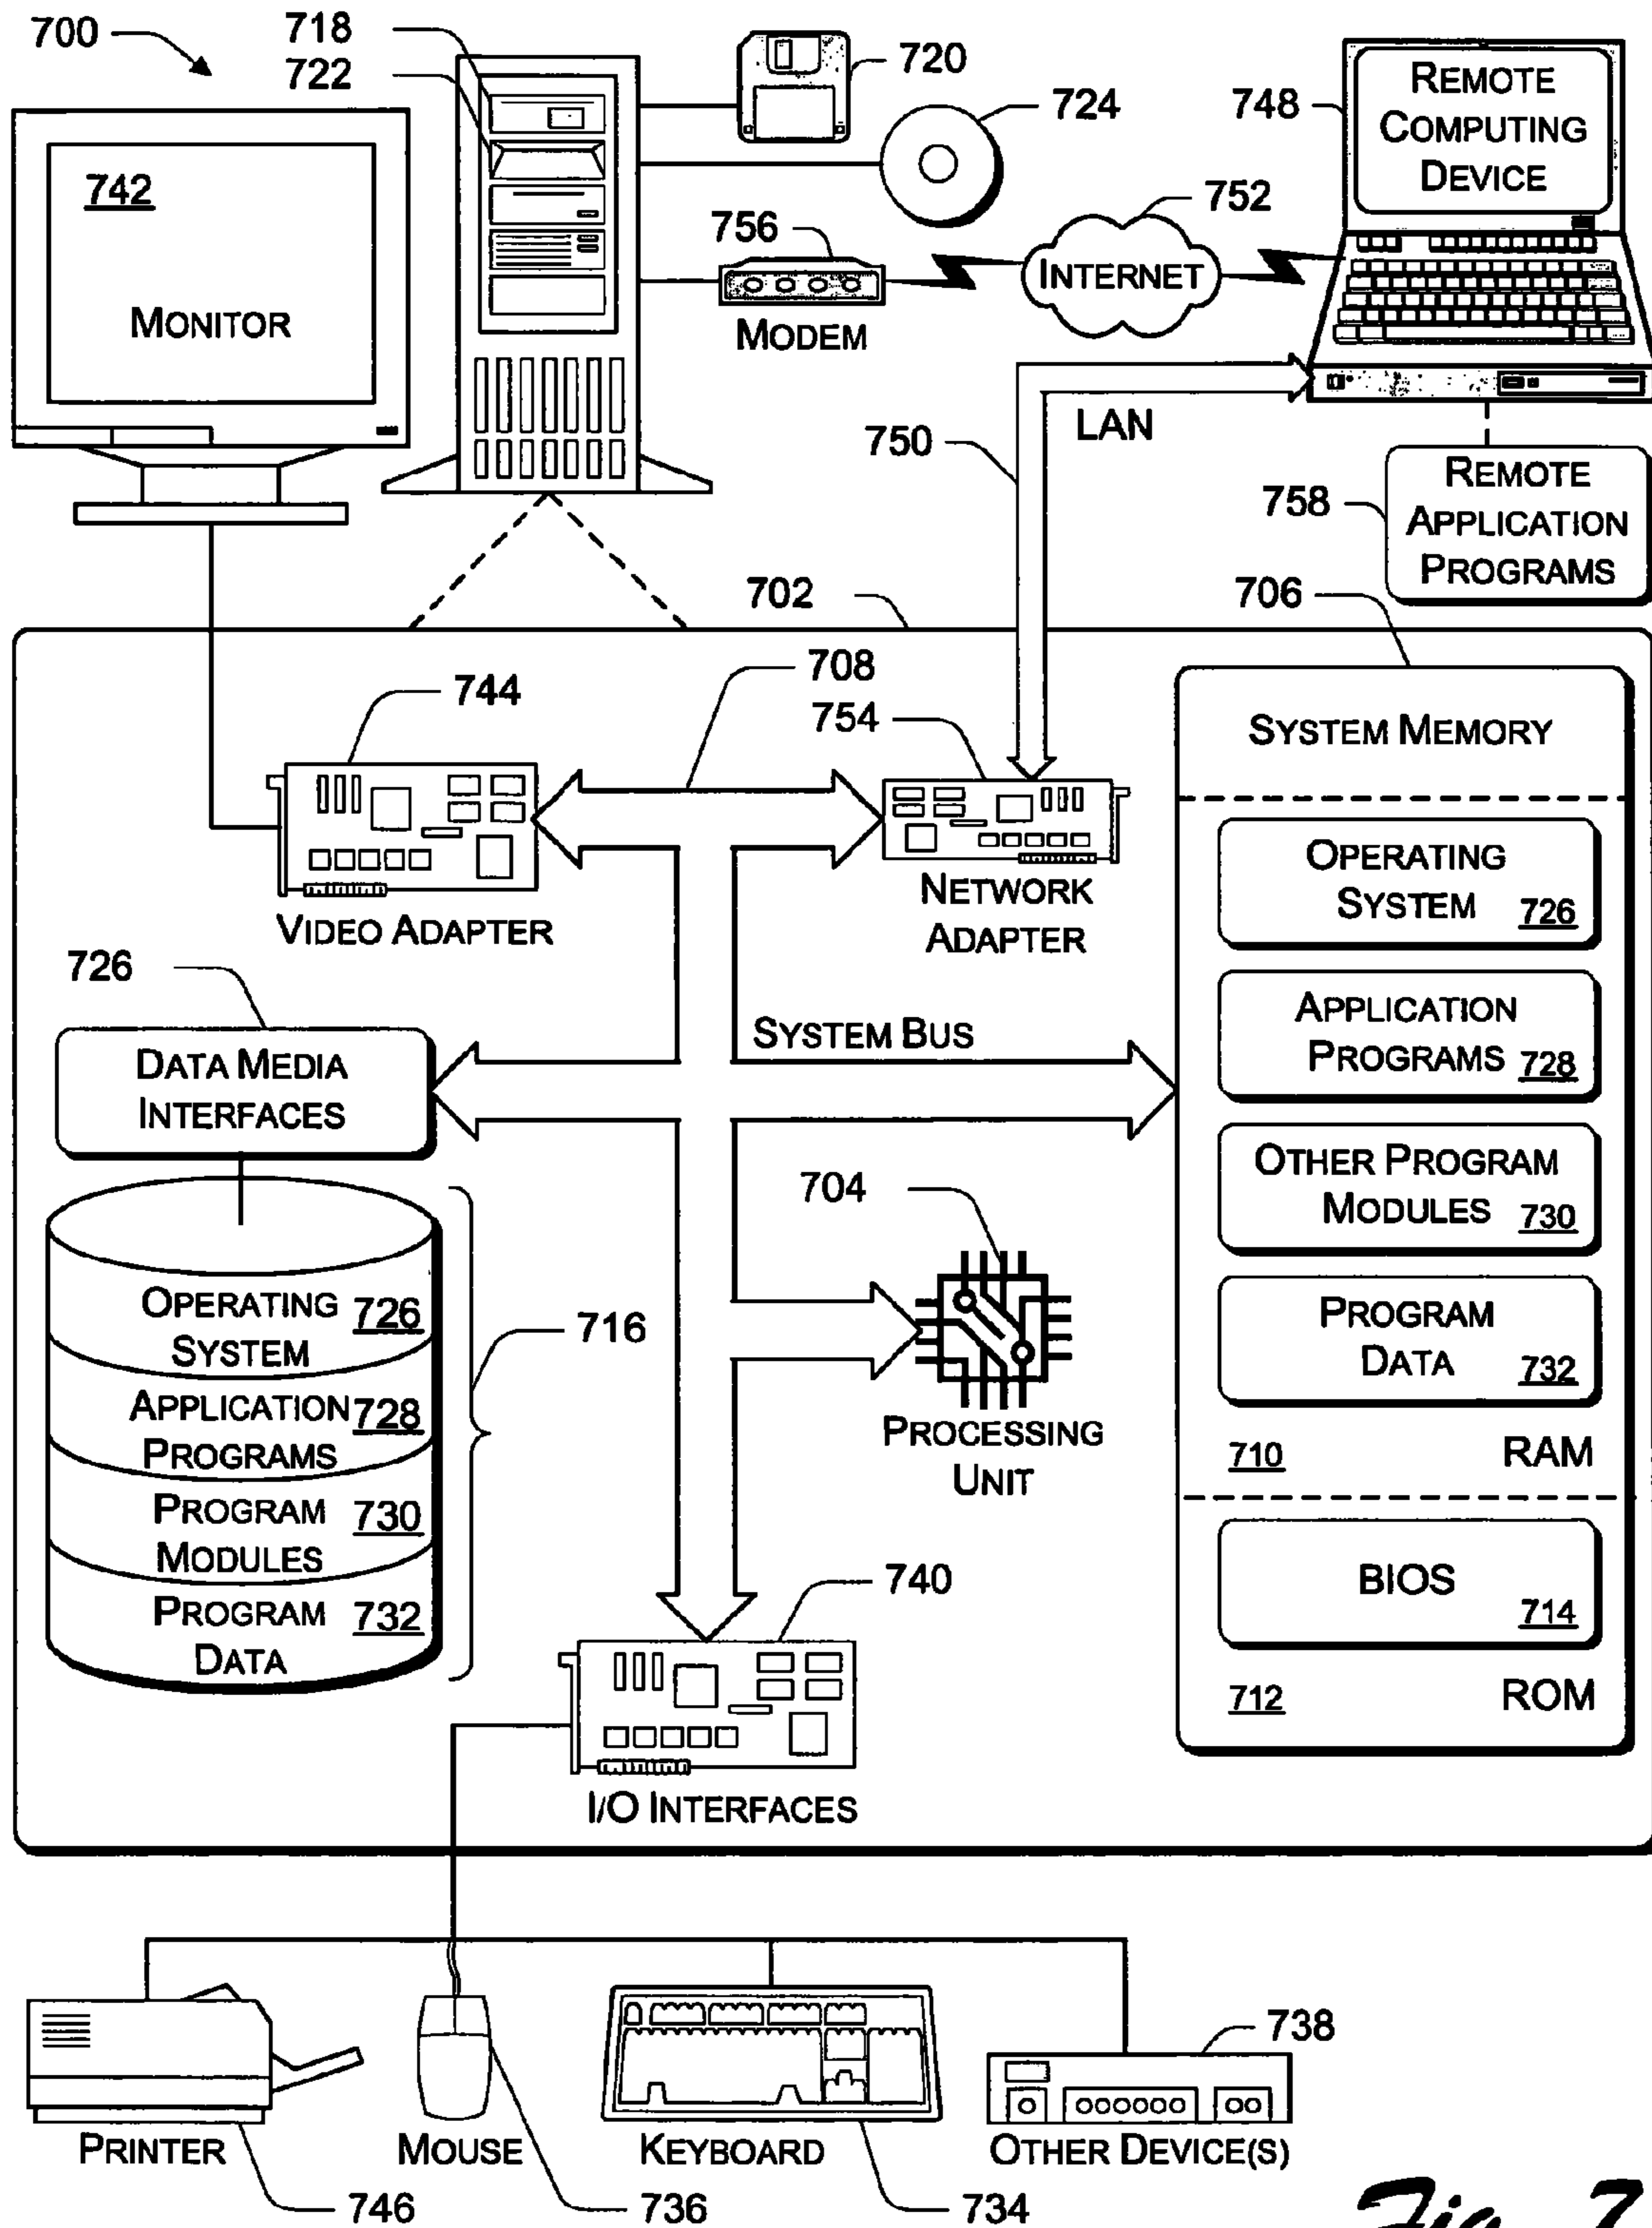 700
718
722
720
724
748
REMOTE
COMPUTING
DEVICE
742
MONITOR
756
MODEM
752
INTERNET
LAN
750
758
REMOTE
APPLICATION
PROGRAMS
702
706
708
744
754
VIDEO ADAPTER
NETWORK
ADAPTER
SYSTEM MEMORY
OPERATING
SYSTEM 726
APPLICATION
PROGRAMS 728
OTHER PROGRAM
MODULES 730
PROGRAM
DATA 732
710 RAM
BIOS
714
712 ROM
726
DATA MEDIA
INTERFACES
SYSTEM BUS
704
PROCESSING
UNIT
OPERATING 726
SYSTEM
APPLICATION 728
PROGRAMS
PROGRAM 730
MODULES
PROGRAM 732
DATA
716
740
I/O INTERFACES
738
PRINTER
MOUSE
KEYBOARD
OTHER DEVICE(S)
746
736
734
Fig. 7